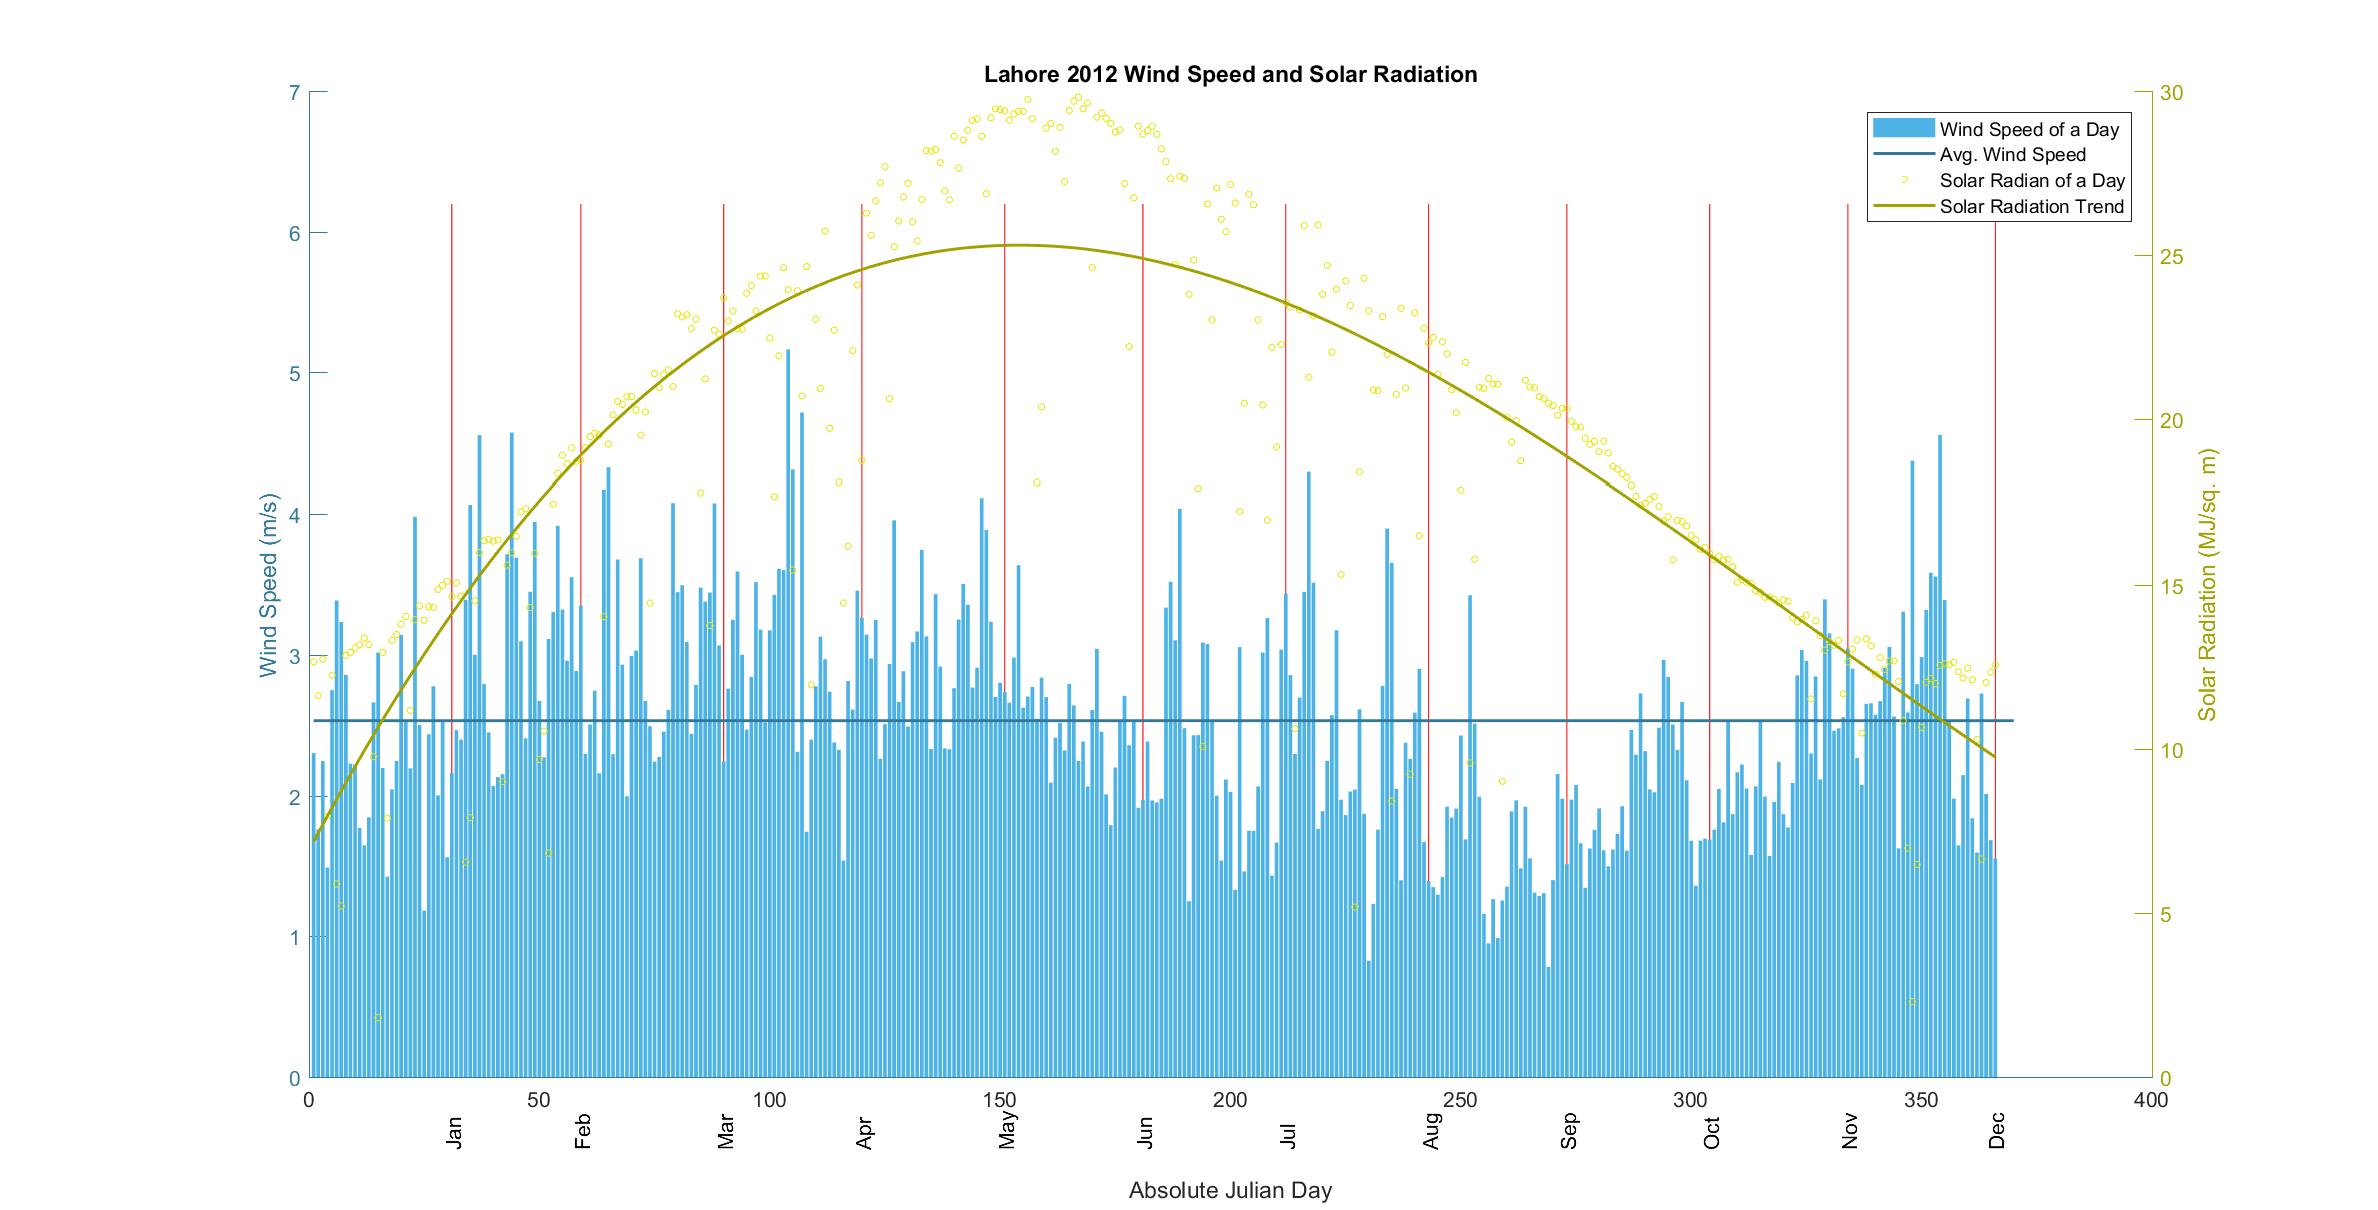 Lahore 2012 Wind Speed and Solar Radiation
Wind Speed of a Day
Avg. Wind Speed
Solar Radian of a Day
Solar Radiation Trend
Wind Speed (m/s)
7
6
5
4
3
2
1
0
Solar Radiation (MJ/sq. m)
30
25
20
15
10
5
0
0 50 100 150 200 250 300 350 400
Jan Feb Mar Apr May Jun Jul Aug Sep Oct Nov Dec
Absolute Julian Day